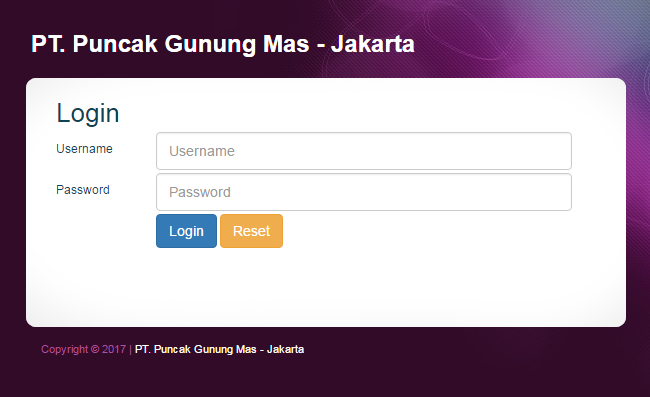 PT. Puncak Gunung Mas - Jakarta
Login
Username Username
Password Password
Login Reset
Copyright © 2017 | PT. Puncak Gunung Mas - Jakarta